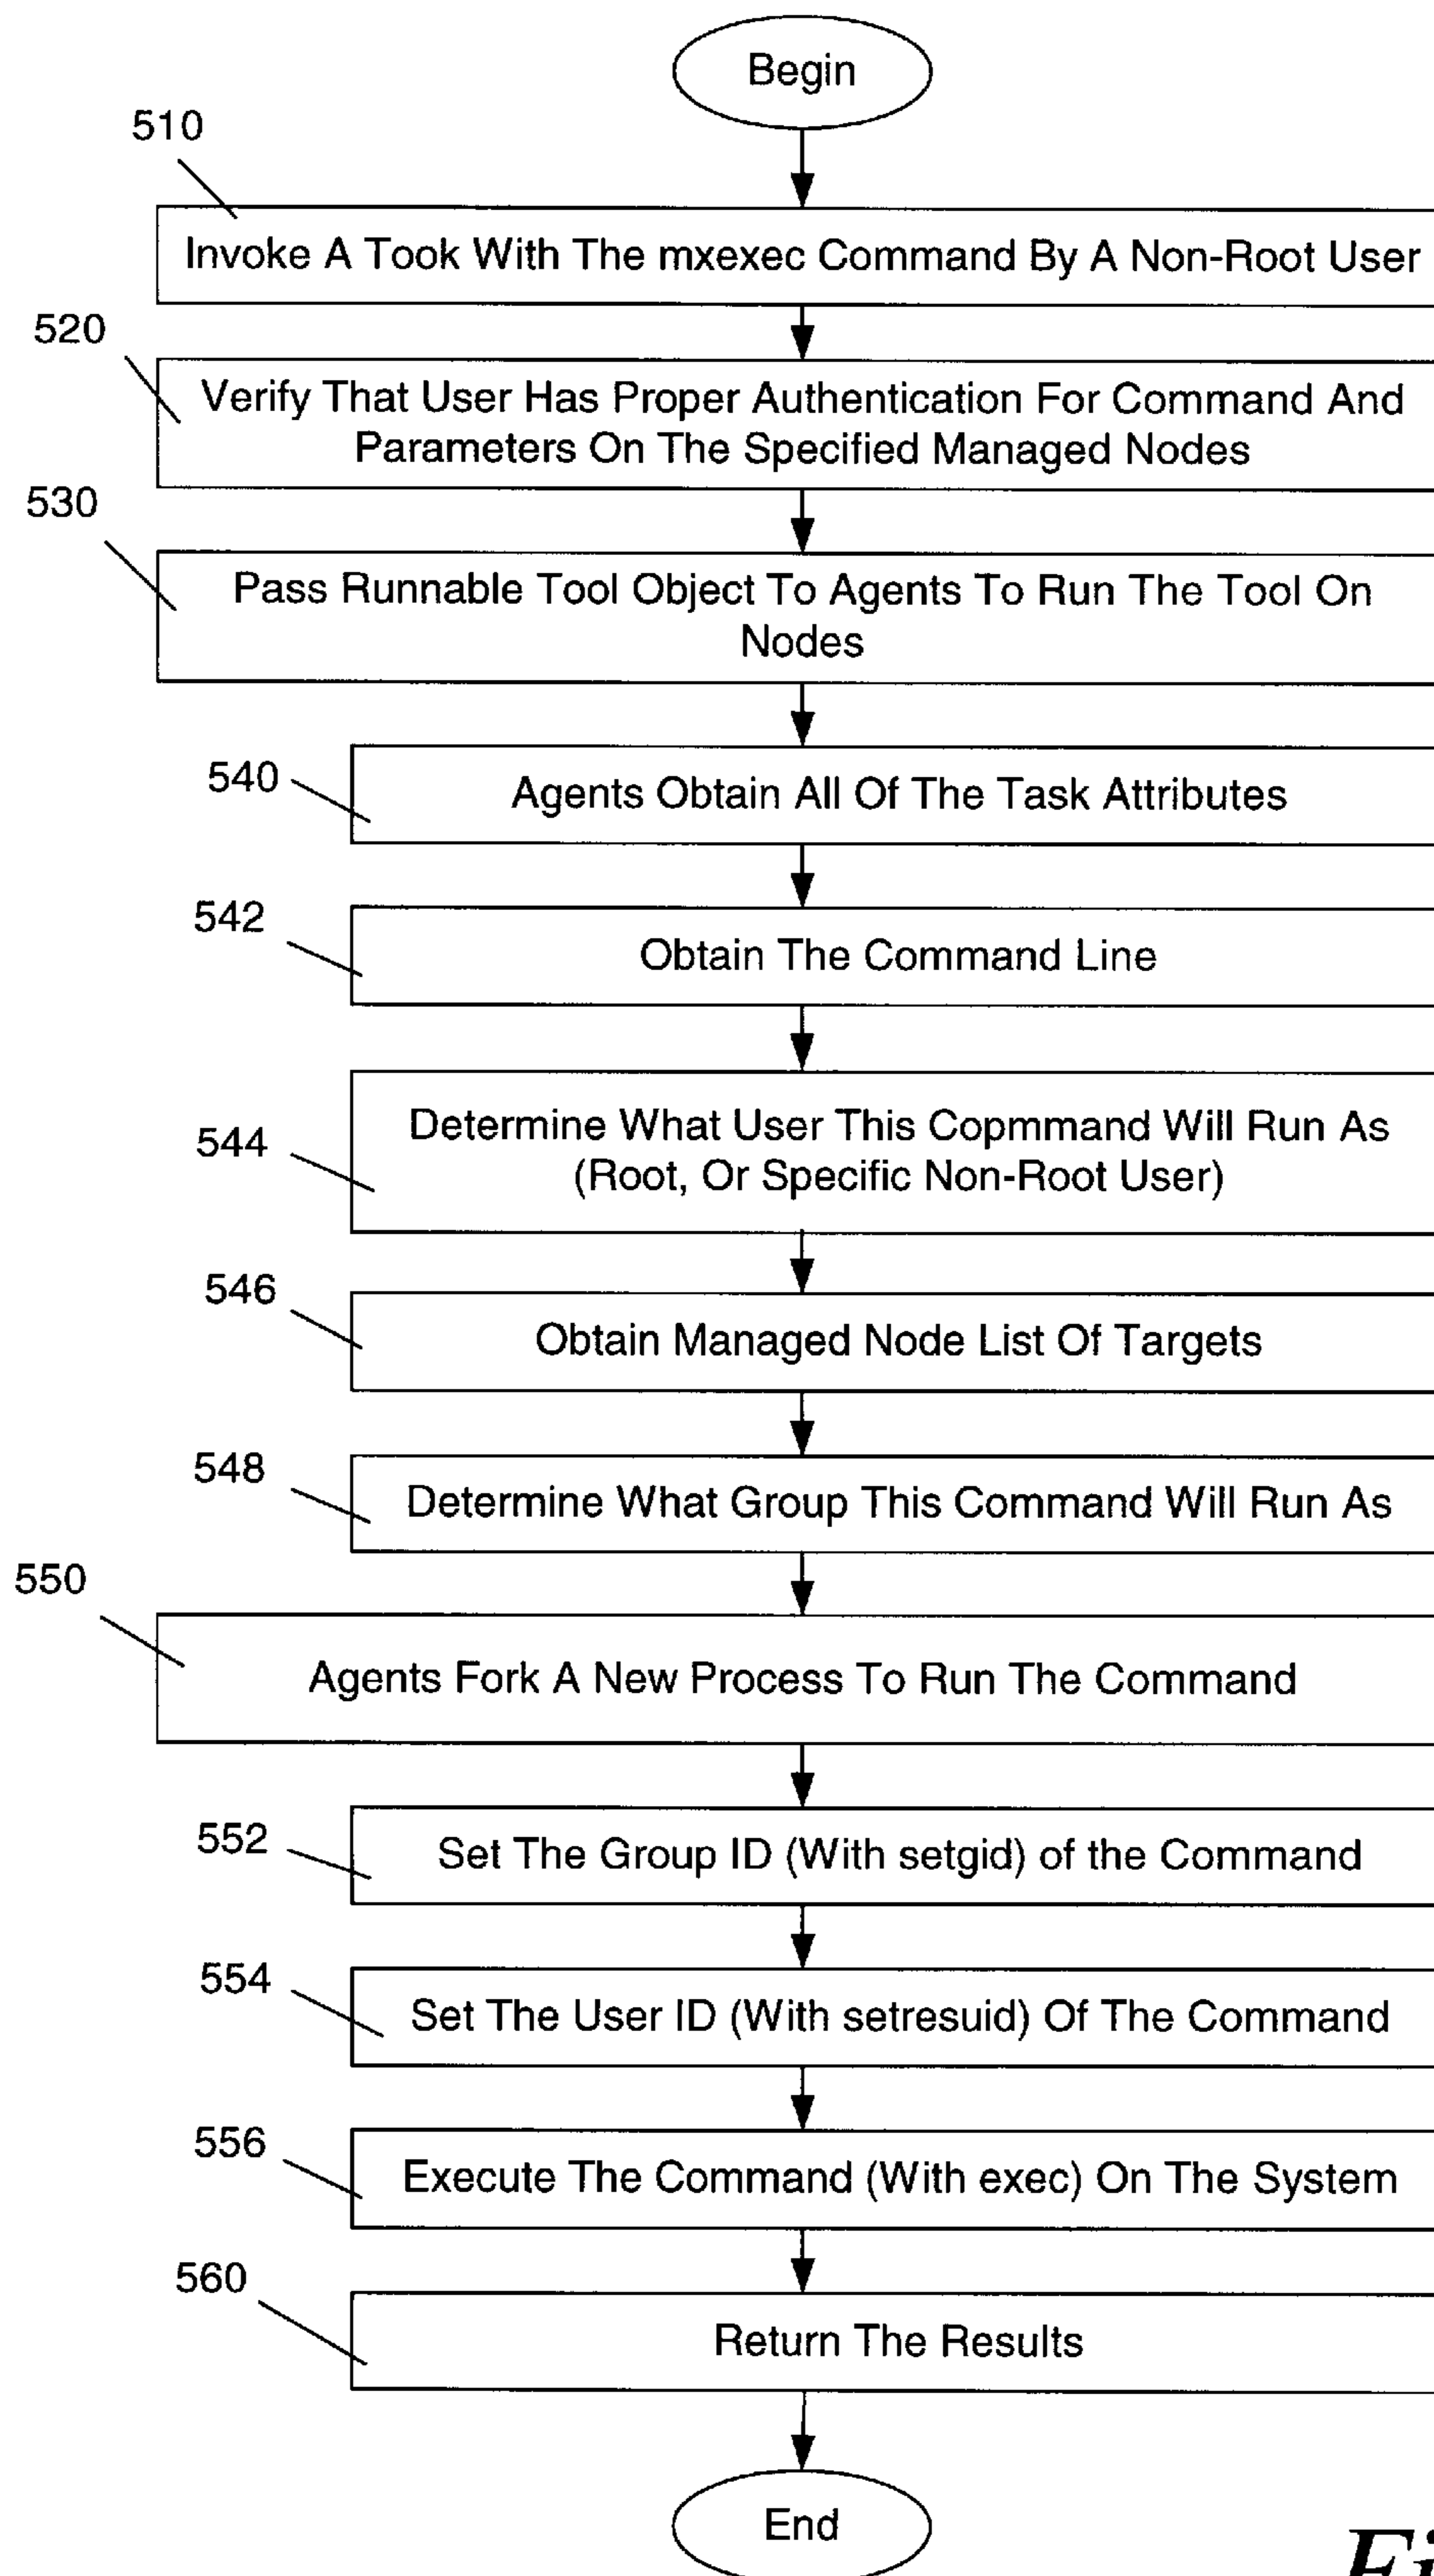 Begin
510
Invoke A Took With The mxexec Command By A Non-Root User
520
Verify That User Has Proper Authentication For Command And
Parameters On The Specified Managed Nodes
530
Pass Runnable Tool Object To Agents To Run The Tool On
Nodes
540
Agents Obtain All Of The Task Attributes
542
Obtain The Command Line
544
Determine What User This Copmmand Will Run As
(Root, Or Specific Non-Root User)
546
Obtain Managed Node List Of Targets
548
Determine What Group This Command Will Run As
550
Agents Fork A New Process To Run The Command
552
Set The Group ID (With setgid) of the Command
554
Set The User ID (With setresuid) Of The Command
556
Execute The Command (With exec) On The System
560
Return The Results
End